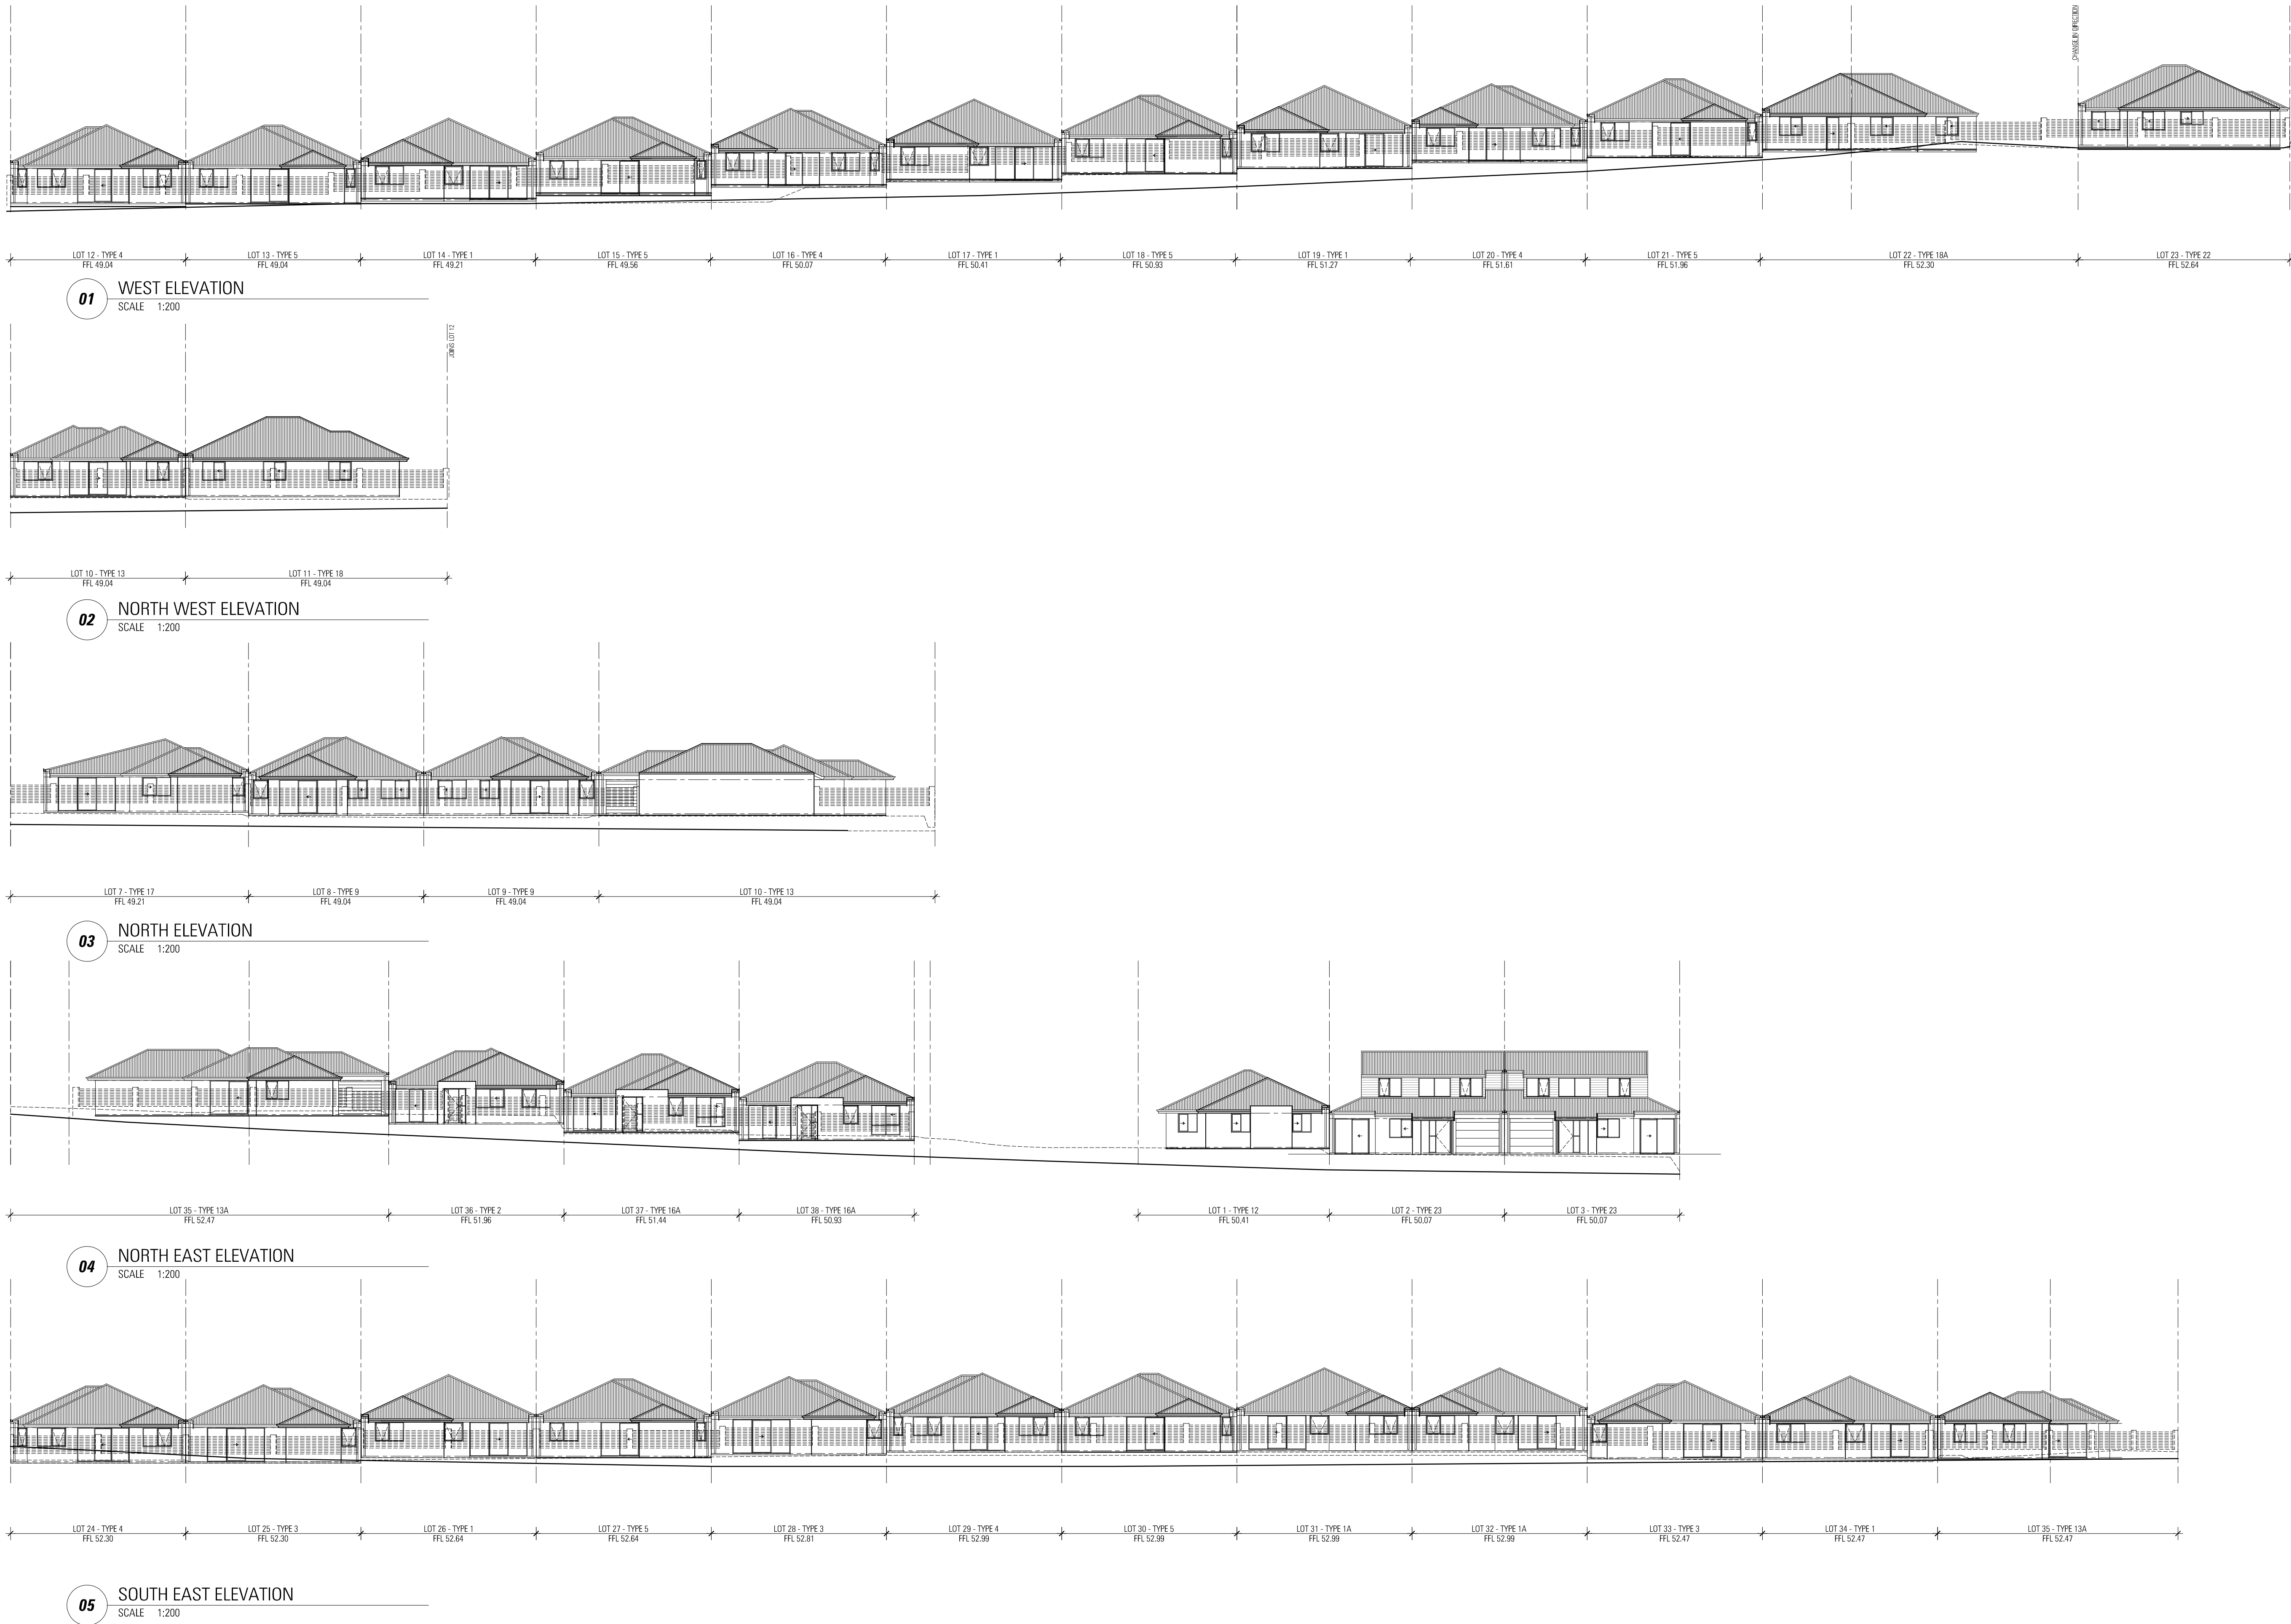 CHANGE IN DIRECTION
LOT 12 - TYPE 4
FFL 49.04
LOT 13 - TYPE 5
FFL 49.04
LOT 14 - TYPE 1
FFL 49.21
LOT 15 - TYPE 5
FFL 49.56
LOT 16 - TYPE 4
FFL 50.07
LOT 17 - TYPE 1
FFL 50.41
LOT 18 - TYPE 5
FFL 50.93
LOT 19 - TYPE 1
FFL 51.27
LOT 20 - TYPE 4
FFL 51.61
LOT 21 - TYPE 5
FFL 51.96
LOT 22 - TYPE 18A
FFL 52.30
LOT 23 - TYPE 22
FFL 52.64
01
WEST ELEVATION
SCALE 1:200
JOINS LOT 12
LOT 10 - TYPE 13
FFL 49.04
LOT 11 - TYPE 18
FFL 49.04
02
NORTH WEST ELEVATION
SCALE 1:200
LOT 7 - TYPE 17
FFL 49.21
LOT 8 - TYPE 9
FFL 49.04
LOT 9 - TYPE 9
FFL 49.04
LOT 10 - TYPE 13
FFL 49.04
03
NORTH ELEVATION
SCALE 1:200
LOT 35 - TYPE 13A
FFL 52.47
LOT 36 - TYPE 2
FFL 51.96
LOT 37 - TYPE 16A
FFL 51.44
LOT 38 - TYPE 16A
FFL 50.93
LOT 1 - TYPE 12
FFL 50.41
LOT 2 - TYPE 23
FFL 50.07
LOT 3 - TYPE 23
FFL 50.07
04
NORTH EAST ELEVATION
SCALE 1:200
LOT 24 - TYPE 4
FFL 52.30
LOT 25 - TYPE 3
FFL 52.30
LOT 26 - TYPE 1
FFL 52.64
LOT 27 - TYPE 5
FFL 52.64
LOT 28 - TYPE 3
FFL 52.81
LOT 29 - TYPE 4
FFL 52.99
LOT 30 - TYPE 5
FFL 52.99
LOT 31 - TYPE 1A
FFL 52.99
LOT 32 - TYPE 1A
FFL 52.99
LOT 33 - TYPE 3
FFL 52.47
LOT 34 - TYPE 1
FFL 52.47
LOT 35 - TYPE 13A
FFL 52.47
05
SOUTH EAST ELEVATION
SCALE 1:200